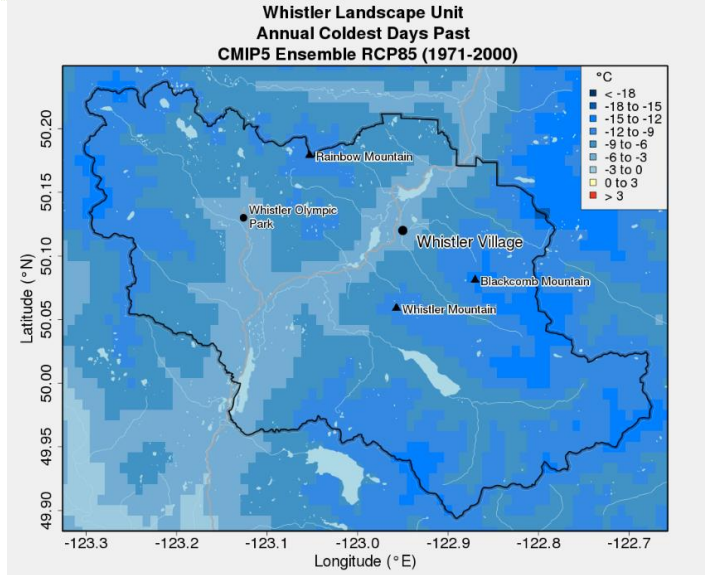 Whistler Landscape Unit
Annual Coldest Days Past
CMIP5 Ensemble RCP85 (1971-2000)
°C
< -18
-18 to -15
-15 to -12
-12 to -9
-9 to -6
-6 to -3
-3 to 0
0 to 3
> 3
Rainbow Mountain
Whistler Olympic
Park
Whistler Village
Blackcomb Mountain
Whistler Mountain
Latitude (°N)
50.20
50.15
50.10
50.05
50.00
49.95
49.90
-123.3
-123.2
-123.1
-123.0
-122.9
-122.8
-122.7
Longitude (°E)